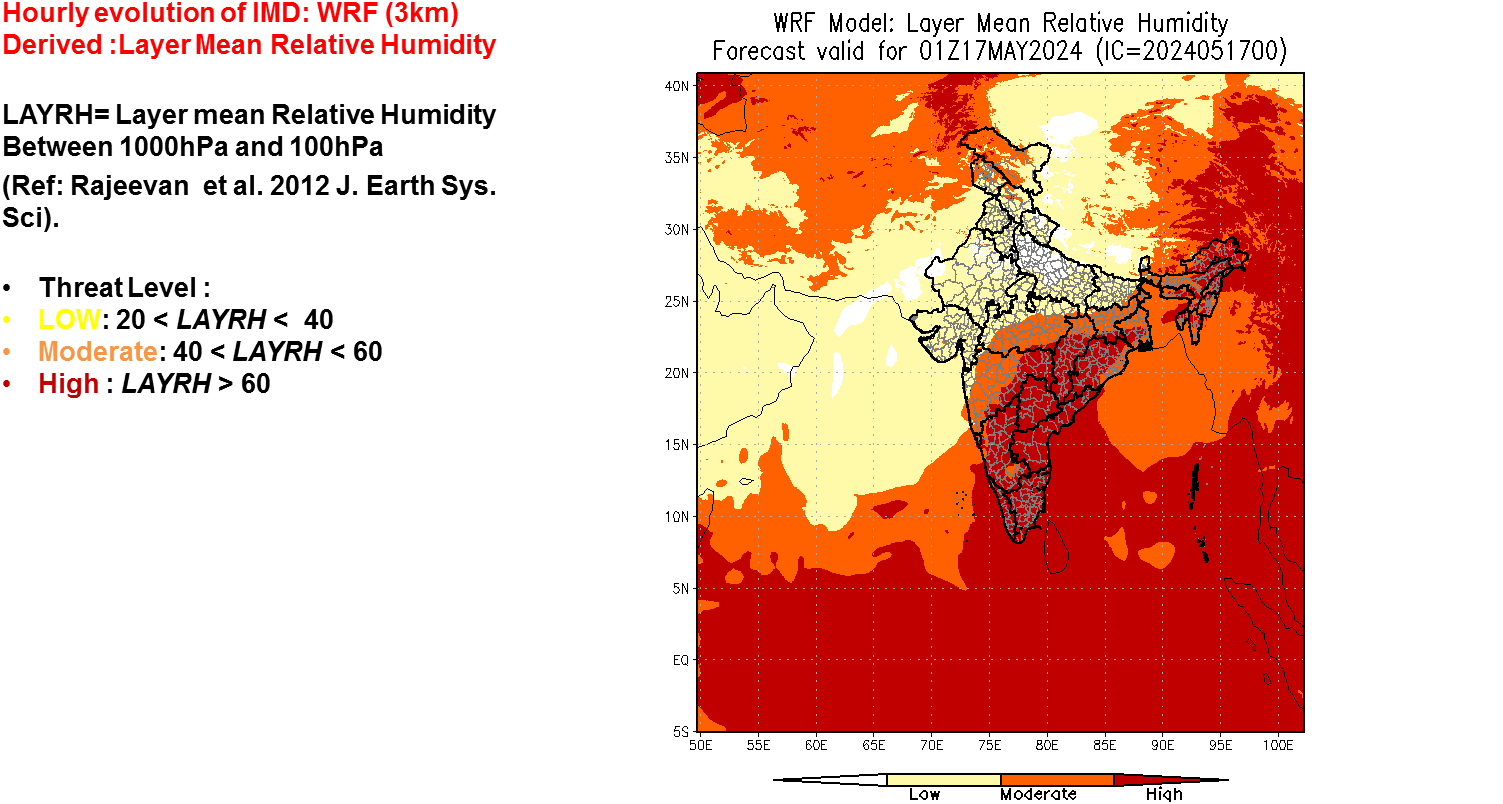 Hourly evolution of IMD: WRF (3km)
Derived :Layer Mean Relative Humidity
LAYRH= Layer mean Relative Humidity
Between 1000hPa and 100hPa
(Ref: Rajeevan et al. 2012 J. Earth Sys.
Sci).
• Threat Level :
• LOW: 20 < LAYRH < 40
• Moderate: 40 < LAYRH < 60
• High : LAYRH > 60
WRF Model: Layer Mean Relative Humidity
Forecast valid for 01Z17MAY2024 (IC=2024051700)
40N
35N
30N
25N
20N
15N
10N
5N
EQ
5S
50E 55E 60E 65E 70E 75E 80E 85E 90E 95E 100E
Low Moderate High